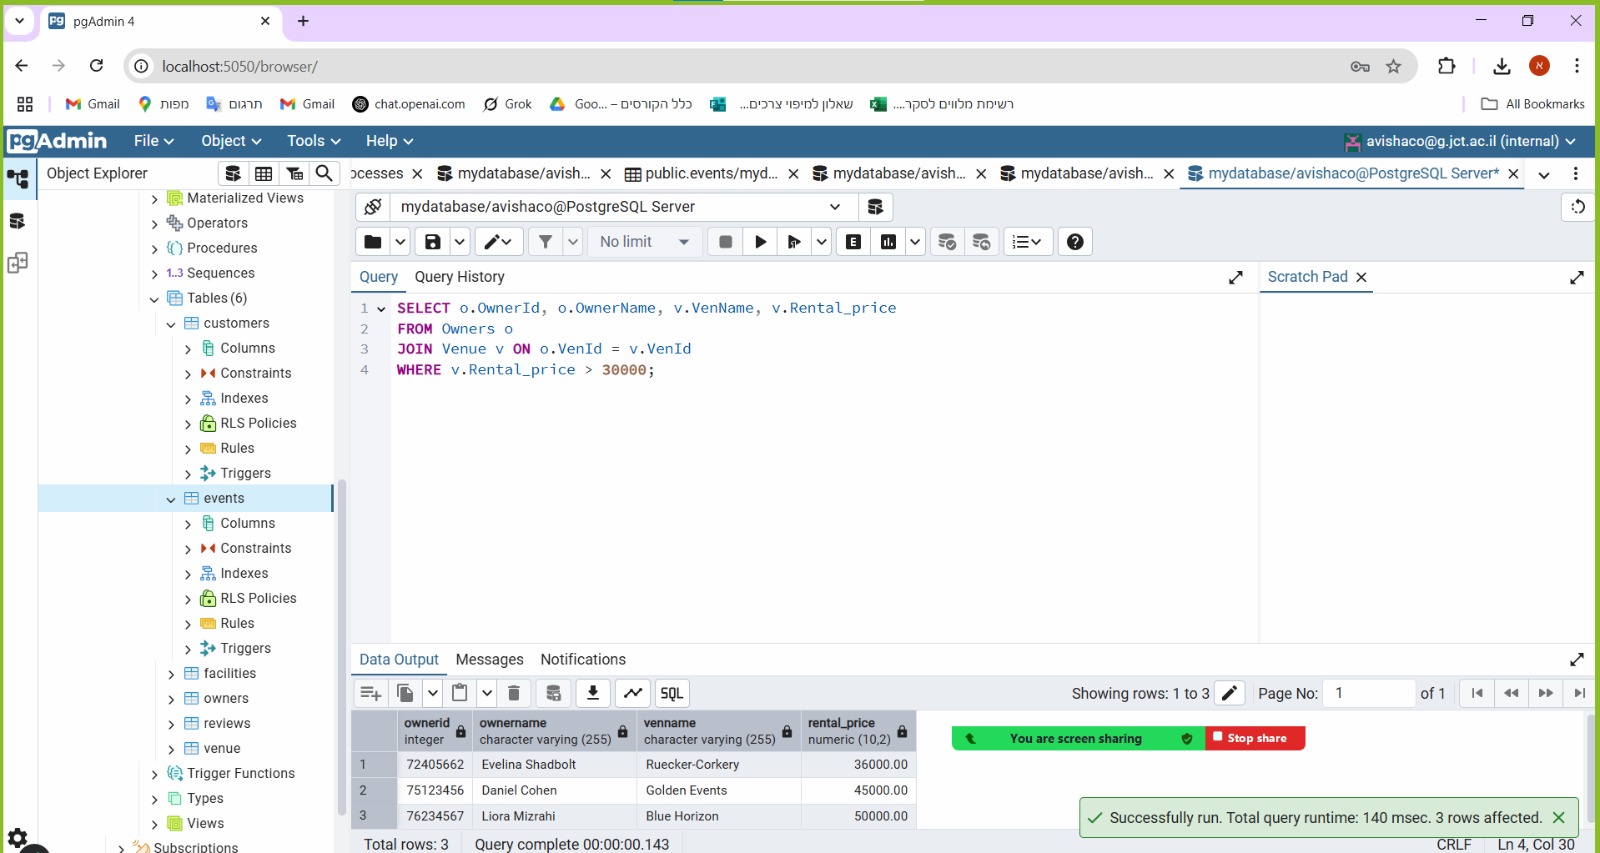 pgAdmin 4
localhost:5050/browser/
Gmail
מפות
תרגום
Gmail
chat.openai.com
Grok
Goo... – כלל הקורסים
שאלון למיפוי צרכים...
רשימת מלווים לסקר....
All Bookmarks
pgAdmin
File
Object
Tools
Help
avishaco@g.jct.ac.il (internal)
Object Explorer
ocesses
mydatabase/avish...
public.events/myd...
mydatabase/avish...
mydatabase/avish...
mydatabase/avishaco@PostgreSQL Server*
mydatabase/avishaco@PostgreSQL Server
No limit
E
Query
Query History
Scratch Pad
1 SELECT o.OwnerId, o.OwnerName, v.VenName, v.Rental_price
2 FROM Owners o
3 JOIN Venue v ON o.VenId = v.VenId
4 WHERE v.Rental_price > 30000;
Materialized Views
Operators
Procedures
1..3 Sequences
Tables (6)
customers
Columns
Constraints
Indexes
RLS Policies
Rules
Triggers
events
Columns
Constraints
Indexes
RLS Policies
Rules
Triggers
facilities
owners
reviews
venue
Trigger Functions
Types
Views
Subscriptions
Data Output
Messages
Notifications
SQL
Showing rows: 1 to 3
Page No: 1 of 1
ownerid integer
ownername character varying (255)
venname character varying (255)
rental_price numeric (10,2)
1 72405662 Evelina Shadbolt Ruecker-Corkery 36000.00
2 75123456 Daniel Cohen Golden Events 45000.00
3 76234567 Liora Mizrahi Blue Horizon 50000.00
You are screen sharing
Stop share
Successfully run. Total query runtime: 140 msec. 3 rows affected.
Total rows: 3
Query complete 00:00:00.143
CRLF
Ln 4, Col 30